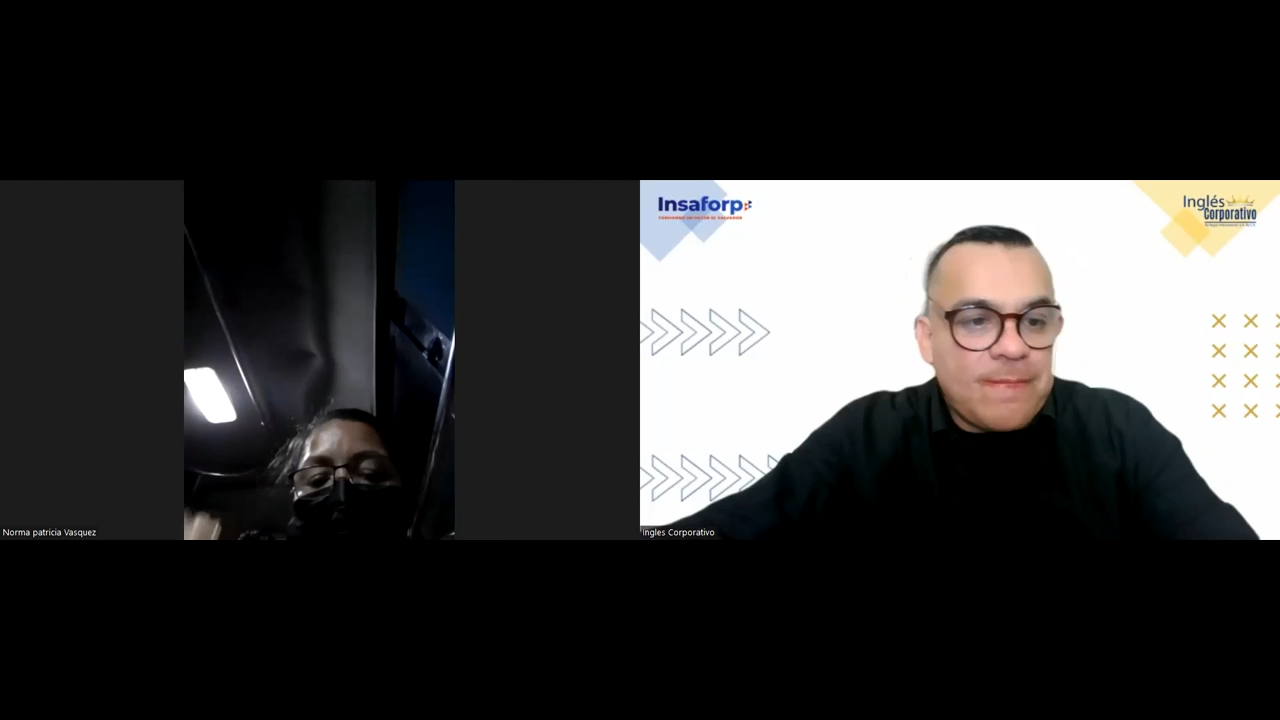 Insaforp
Inglés
Corporativo
Norma patricia Vasquez
Ingles Corporativo